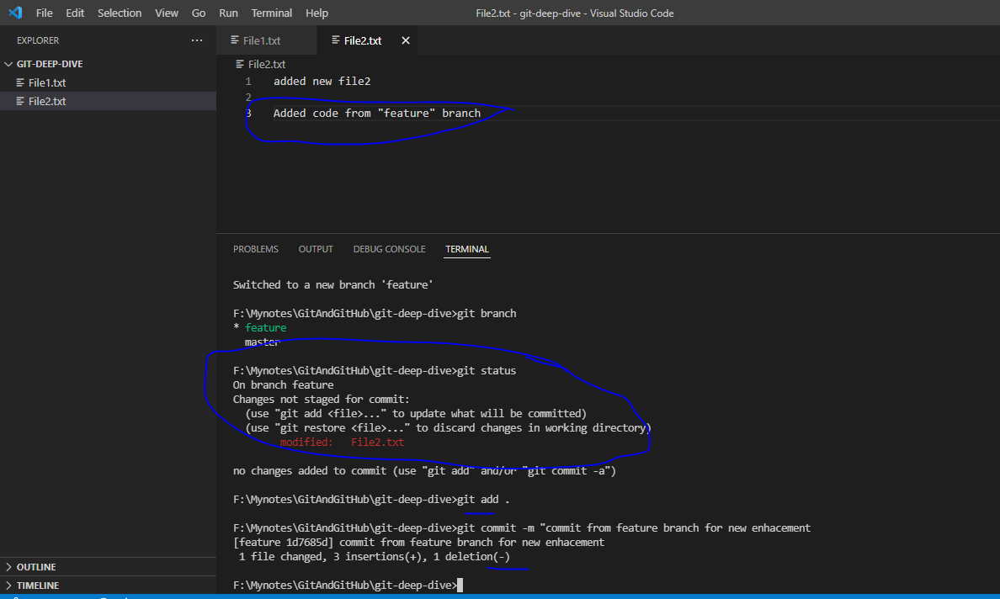 File Edit Selection View Go Run Terminal Help File2.txt - git-deep-dive - Visual Studio Code
EXPLORER ...
GIT-DEEP-DIVE
File1.txt
File2.txt
OUTLINE
TIMELINE
File1.txt File2.txt
File2.txt
1 added new file2
2
3 Added code from "feature" branch
PROBLEMS OUTPUT DEBUG CONSOLE TERMINAL
Switched to a new branch 'feature'
F:\Mynotes\GitAndGitHub\git-deep-dive>git branch
* feature
master
F:\Mynotes\GitAndGitHub\git-deep-dive>git status
On branch feature
Changes not staged for commit:
(use "git add <file>..." to update what will be committed)
(use "git restore <file>..." to discard changes in working directory)
modified: File2.txt
no changes added to commit (use "git add" and/or "git commit -a")
F:\Mynotes\GitAndGitHub\git-deep-dive>git add .
F:\Mynotes\GitAndGitHub\git-deep-dive>git commit -m "commit from feature branch for new enhacement
[feature 1d7685d] commit from feature branch for new enhacement
1 file changed, 3 insertions(+), 1 deletion(-)
F:\Mynotes\GitAndGitHub\git-deep-dive>